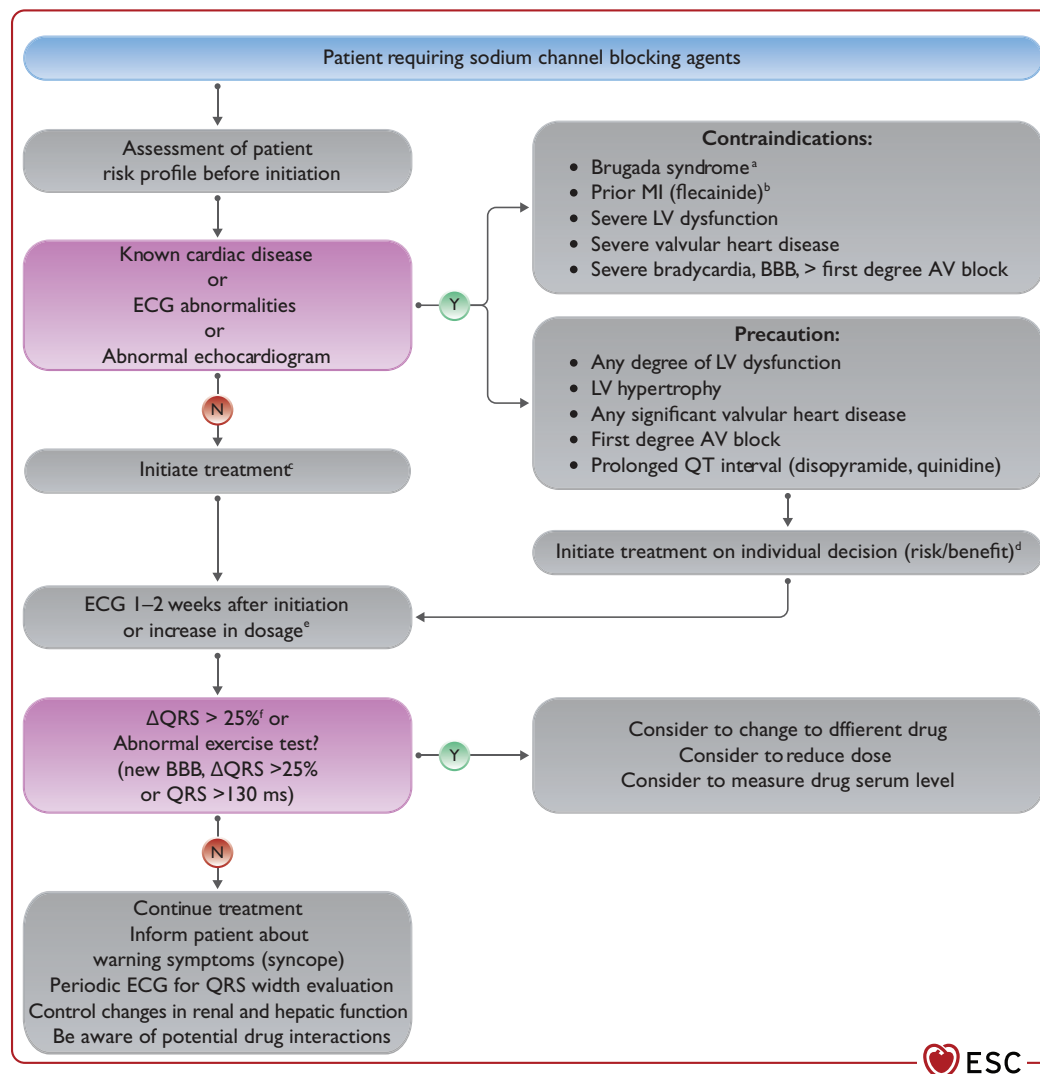 Patient requiring sodium channel blocking agents
Assessment of patient
risk profile before initiation
Known cardiac disease
or
ECG abnormalities
or
Abnormal echocardiogram
Y
Contraindications:
• Brugada syndrome a
• Prior MI (flecainide) b
• Severe LV dysfunction
• Severe valvular heart disease
• Severe bradycardia, BBB, > first degree AV block
Precaution:
• Any degree of LV dysfunction
• LV hypertrophy
• Any significant valvular heart disease
• First degree AV block
• Prolonged QT interval (disopyramide, quinidine)
N
Initiate treatment c
Initiate treatment on individual decision (risk/benefit) d
ECG 1–2 weeks after initiation
or increase in dosage e
ΔQRS > 25% f or
Abnormal exercise test?
(new BBB, ΔQRS >25%
or QRS >130 ms)
Y
Consider to change to dffierent drug
Consider to reduce dose
Consider to measure drug serum level
N
Continue treatment
Inform patient about
warning symptoms (syncope)
Periodic ECG for QRS width evaluation
Control changes in renal and hepatic function
Be aware of potential drug interactions
ESC